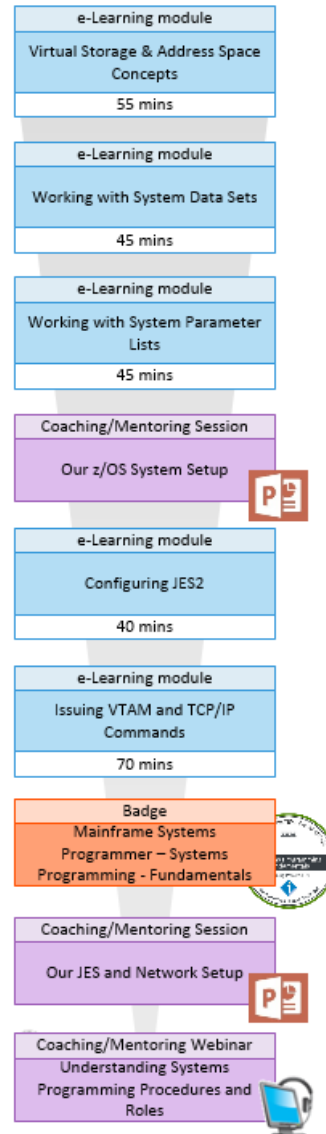 e-Learning module
Virtual Storage & Address Space
Concepts
55 mins
e-Learning module
Working with System Data Sets
45 mins
e-Learning module
Working with System Parameter
Lists
45 mins
Coaching/Mentoring Session
Our z/OS System Setup
P
e-Learning module
Configuring JES2
40 mins
e-Learning module
Issuing VTAM and TCP/IP
Commands
70 mins
Badge
Mainframe Systems
Programmer – Systems
Programming - Fundamentals
Coaching/Mentoring Session
Our JES and Network Setup
P
Coaching/Mentoring Webinar
Understanding Systems
Programming Procedures and
Roles